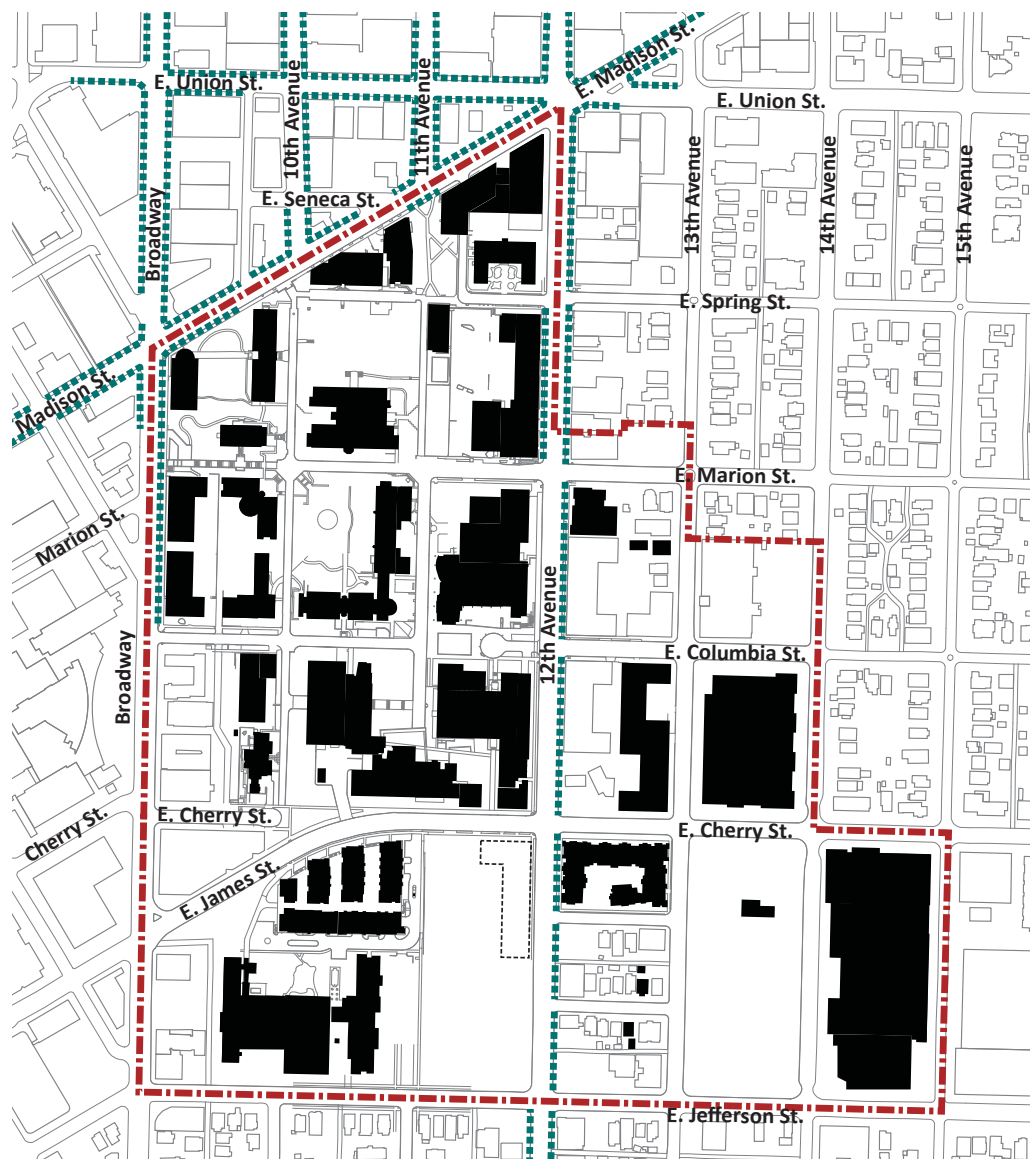 E. Madison St.
E. Union St.
E. Union St.
10th Avenue
11th Avenue
13th Avenue
14th Avenue
15th Avenue
E. Seneca St.
Broadway
E. Spring St.
Madison St.
E. Marion St.
Marion St.
12th Avenue
E. Columbia St.
Broadway
E. Cherry St.
Cherry St.
E. Cherry St.
E. James St.
E. Jefferson St.